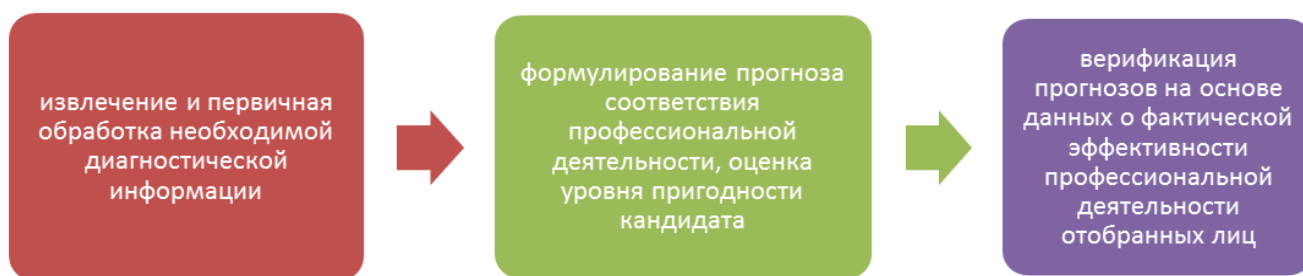 извлечение и первичная
обработка необходимой
диагностической
информации
формулирование прогноза
соответствия
профессиональной
деятельности, оценка
уровня пригодности
кандидата
верификация
прогнозов на основе
данных о фактической
эффективности
профессиональной
деятельности
отобранных лиц